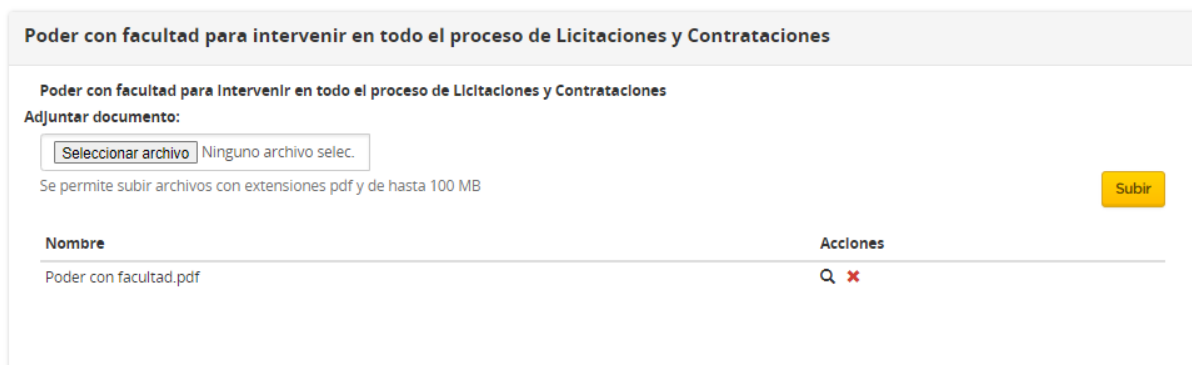 Poder con facultad para intervenir en todo el proceso de Licitaciones y Contrataciones
Poder con facultad para intervenir en todo el proceso de Licitaciones y Contrataciones
Adjuntar documento:
Seleccionar archivo Ninguno archivo selec.
Se permite subir archivos con extensiones pdf y de hasta 100 MB
Subir
Nombre Acciones
Poder con facultad.pdf